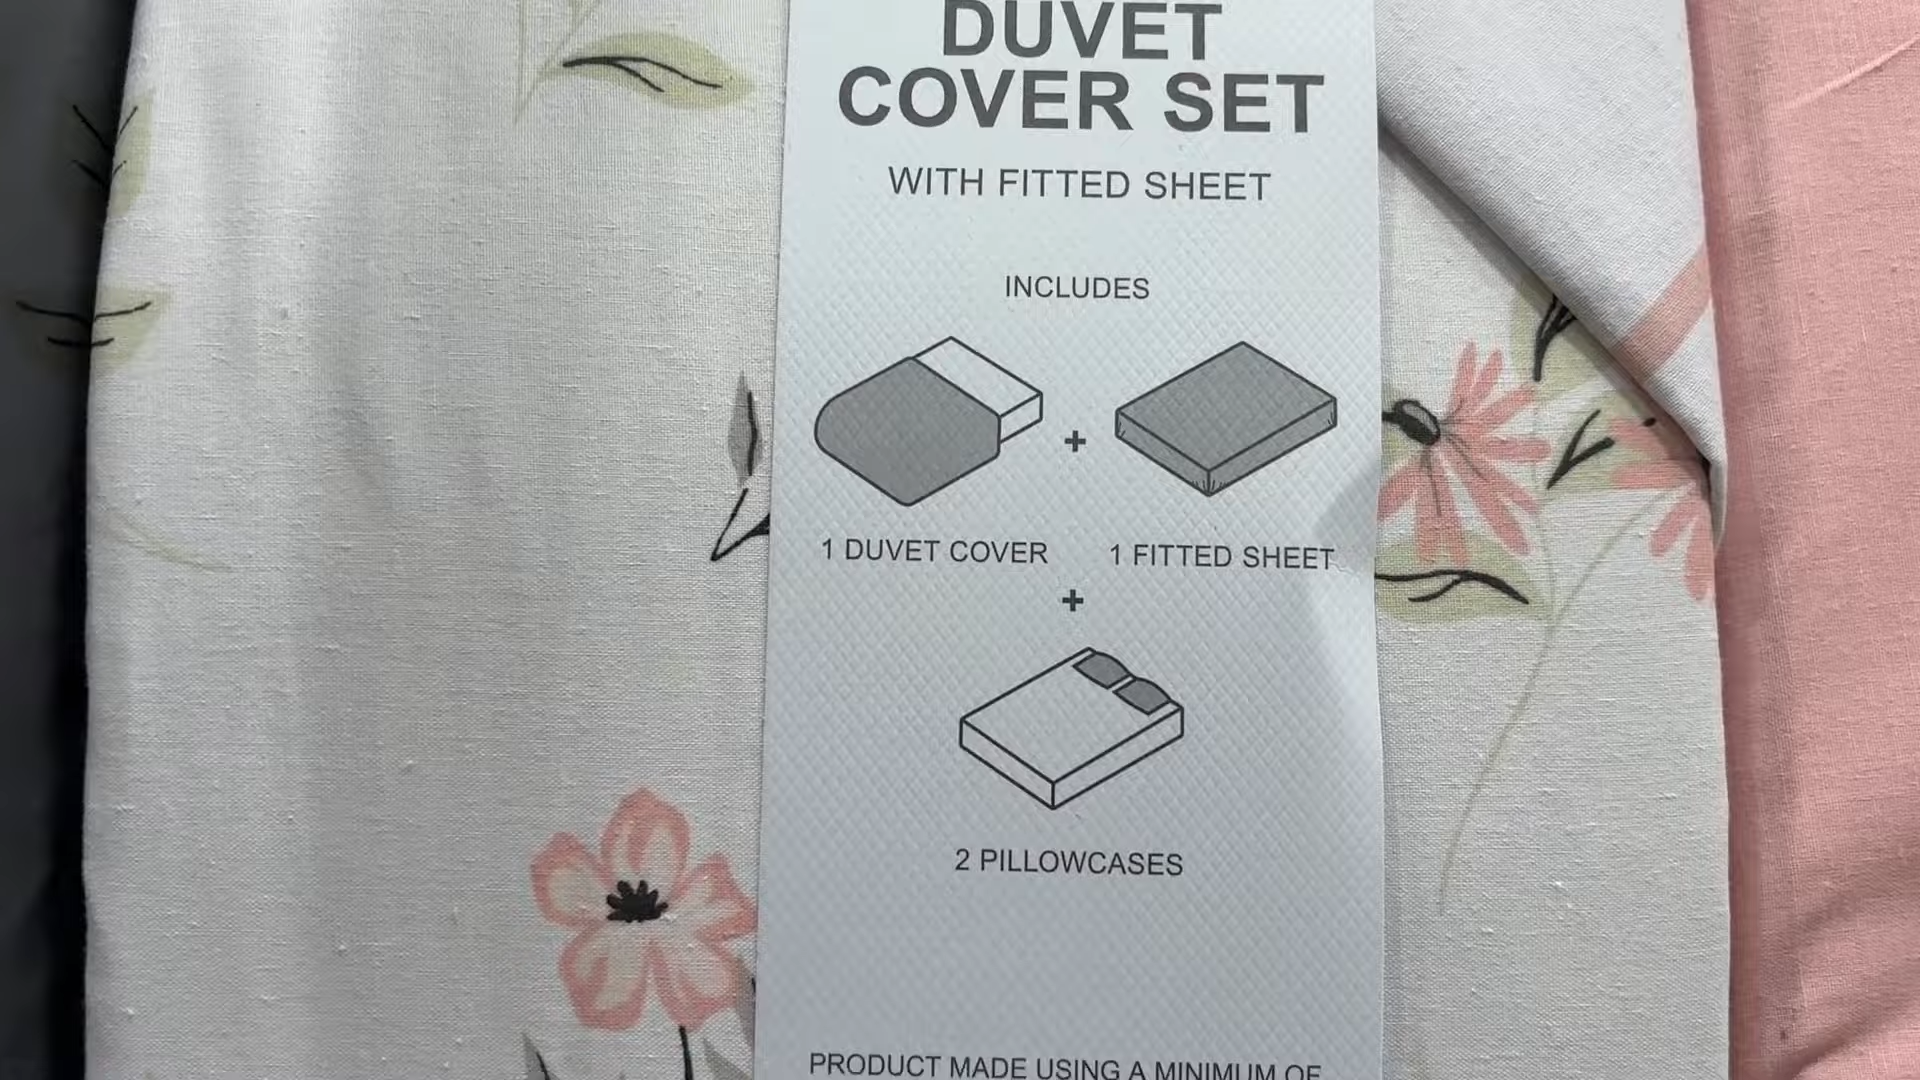 DUVET
COVER SET
WITH FITTED SHEET
INCLUDES
+
1 DUVET COVER
1 FITTED SHEET
+
2 PILLOWCASES
PRODUCT MADE USING A MINIMUM OF